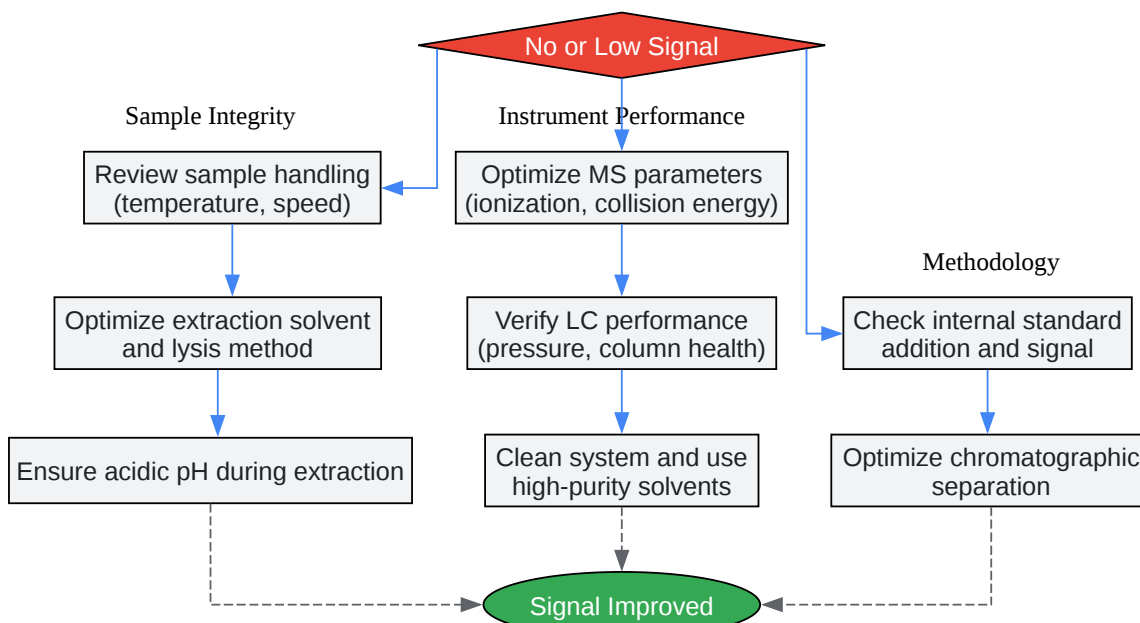 No or Low Signal
Sample Integrity
Review sample handling
(temperature, speed)
Optimize extraction solvent
and lysis method
Ensure acidic pH during extraction
Instrument Performance
Optimize MS parameters
(ionization, collision energy)
Verify LC performance
(pressure, column health)
Clean system and use
high-purity solvents
Methodology
Check internal standard
addition and signal
Optimize chromatographic
separation
Signal Improved